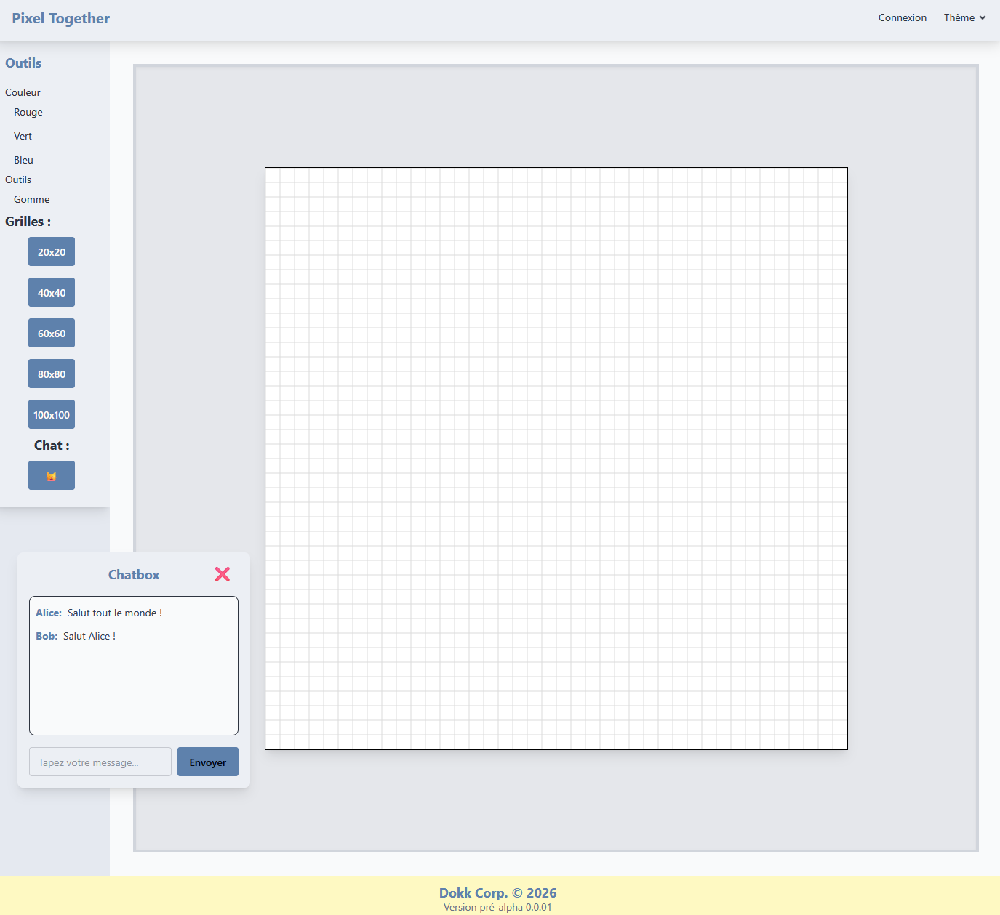 Pixel Together
Connexion
Thème
Outils
Couleur
Rouge
Vert
Bleu
Outils
Gomme
Grilles :
20x20
40x40
60x60
80x80
100x100
Chat :
Chatbox
Alice: Salut tout le monde !
Bob: Salut Alice !
Tapez votre message...
Envoyer
Dokk Corp. © 2026
Version pré-alpha 0.0.01